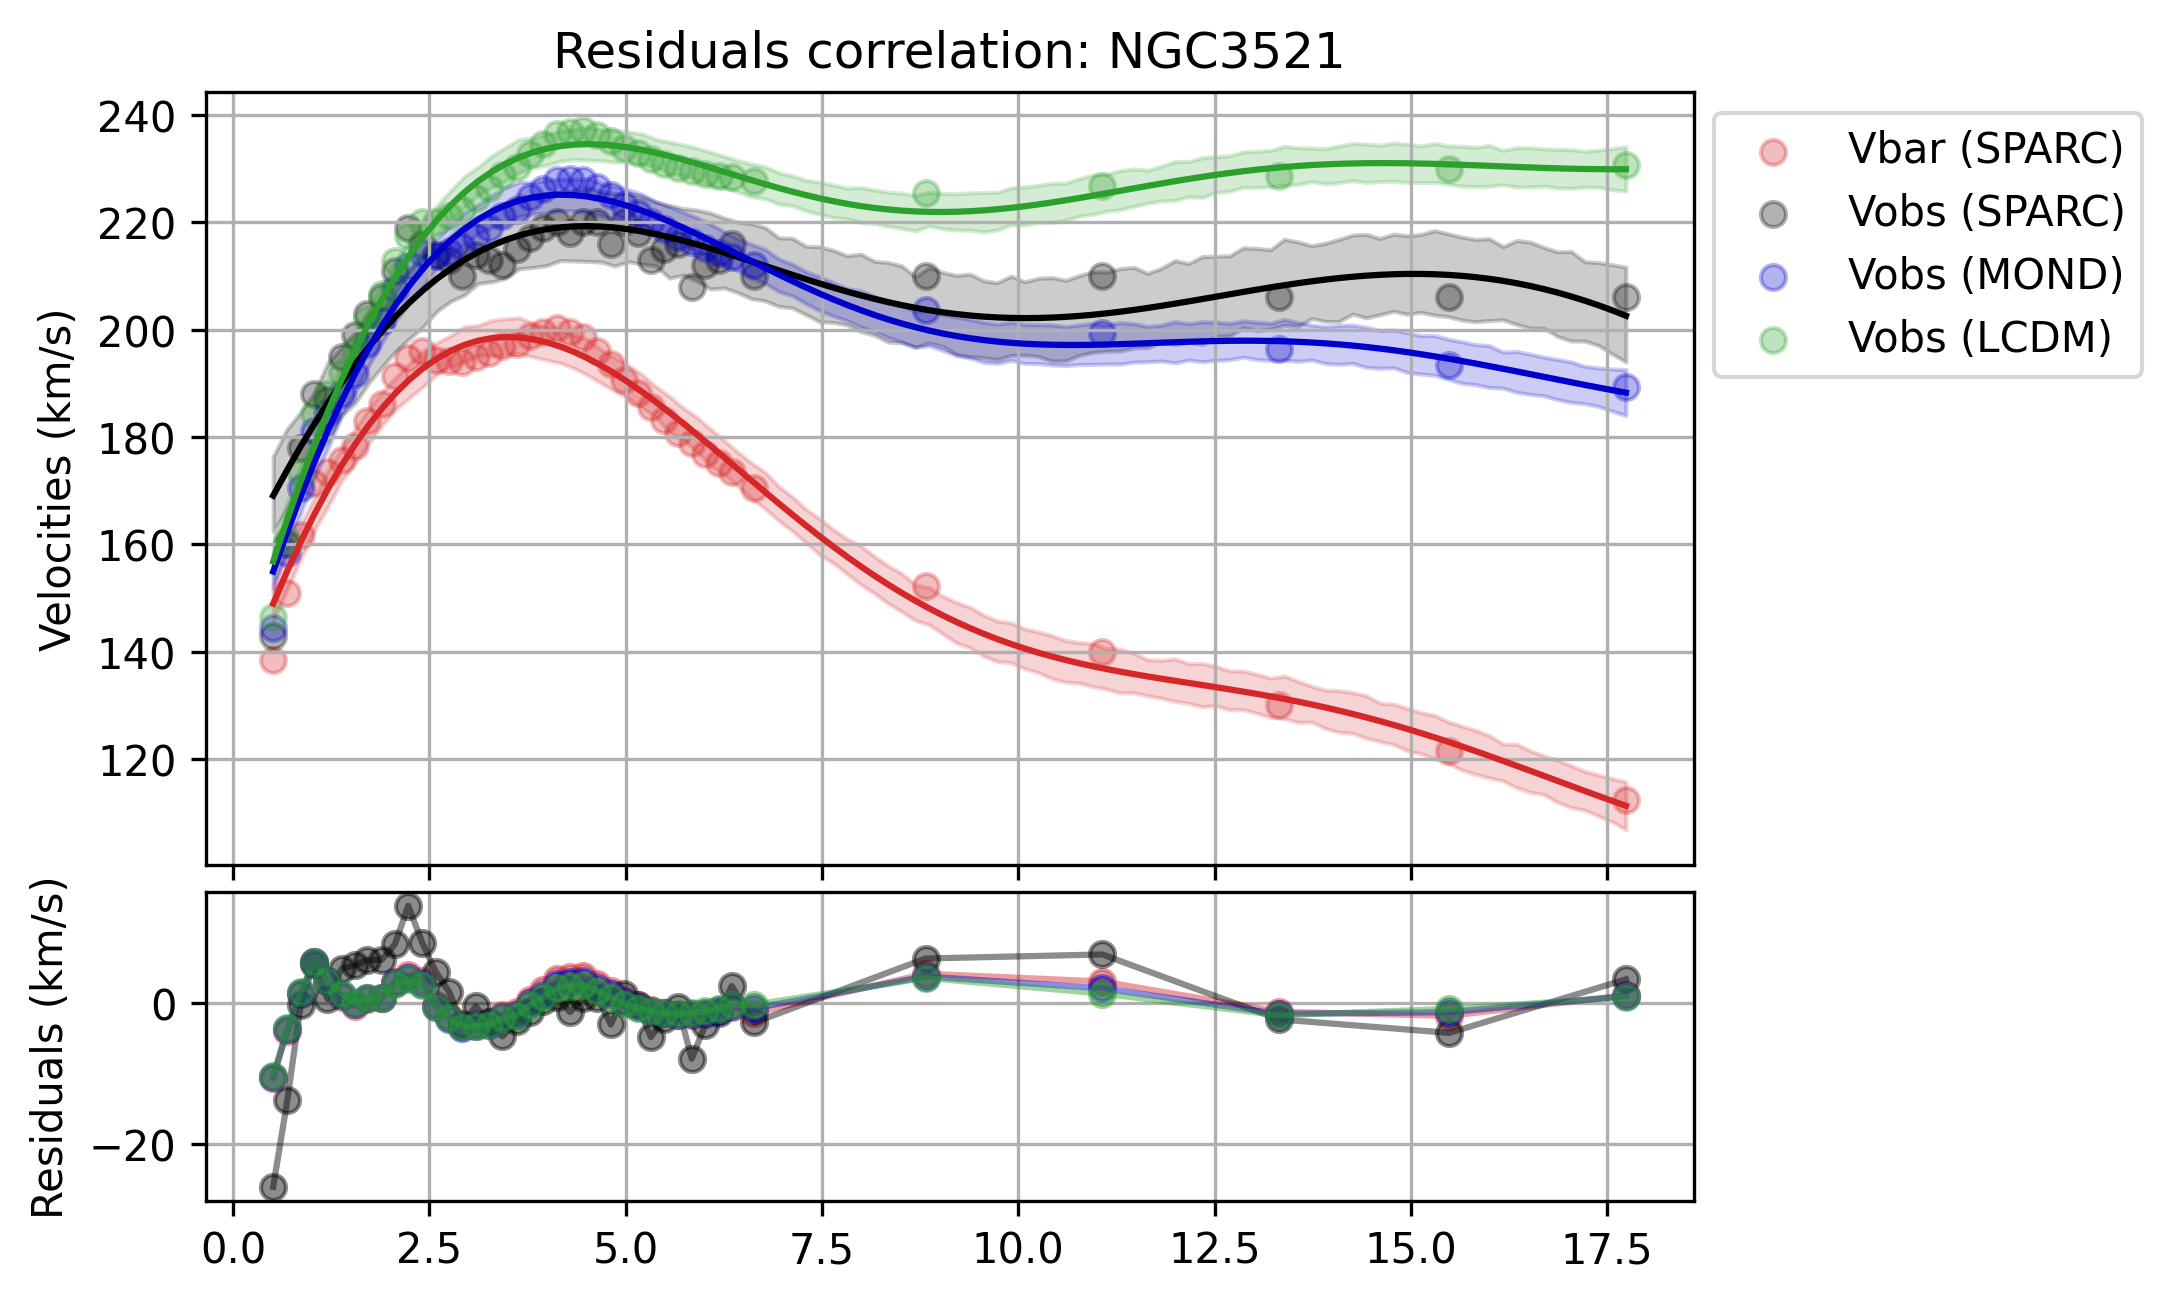 Residuals correlation: NGC3521
Velocities (km/s)
240
220
200
180
160
140
120
Vbar (SPARC)
Vobs (SPARC)
Vobs (MOND)
Vobs (LCDM)
Residuals (km/s)
0
−20
0.0 2.5 5.0 7.5 10.0 12.5 15.0 17.5